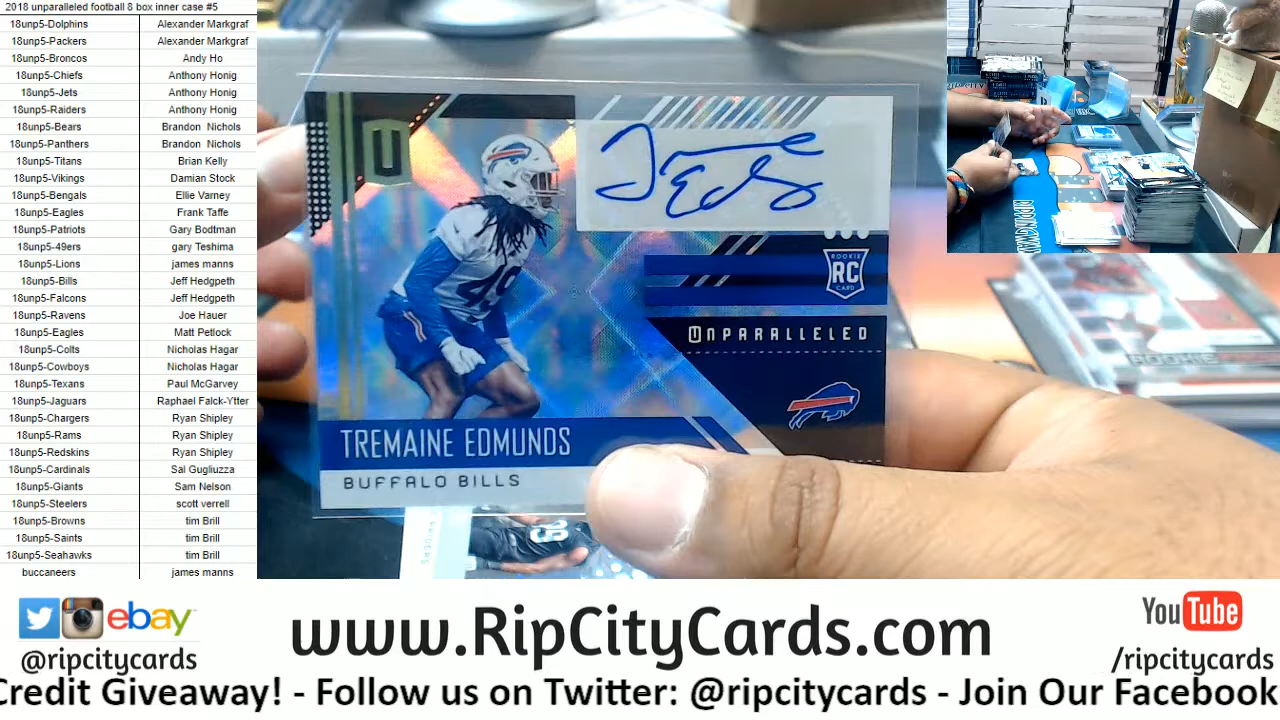 2018 unparalleled football 8 box inner case #5
18unp5-Dolphins Alexander Markgraf
18unp5-Packers Alexander Markgraf
18unp5-Broncos Andy Ho
18unp5-Chiefs Anthony Honig
18unp5-Jets Anthony Honig
18unp5-Raiders Anthony Honig
18unp5-Bears Brandon Nichols
18unp5-Panthers Brandon Nichols
18unp5-Titans Brian Kelly
18unp5-Vikings Damian Stock
18unp5-Bengals Ellie Varney
18unp5-Eagles Frank Taffe
18unp5-Patriots Gary Bodtman
18unp5-49ers gary Teshima
18unp5-Lions james manns
18unp5-Bills Jeff Hedgpeth
18unp5-Falcons Jeff Hedgpeth
18unp5-Ravens Joe Hauer
18unp5-Eagles Matt Petlock
18unp5-Colts Nicholas Hagar
18unp5-Cowboys Nicholas Hagar
18unp5-Texans Paul McGarvey
18unp5-Jaguars Raphael Falck-Ytter
18unp5-Chargers Ryan Shipley
18unp5-Rams Ryan Shipley
18unp5-Redskins Ryan Shipley
18unp5-Cardinals Sal Gugliuzza
18unp5-Giants Sam Nelson
18unp5-Steelers scott verrell
18unp5-Browns tim Brill
18unp5-Saints tim Brill
18unp5-Seahawks tim Brill
buccaneers james manns
U
49
ROOKIE
RC
CARD
UNPARALLELED
TREMAINE EDMUNDS
BUFFALO BILLS
ROOKIE
99
ebay
@ripcitycards
www.RipCityCards.com
YouTube
/ripcitycards
Credit Giveaway! - Follow us on Twitter: @ripcitycards - Join Our Facebook